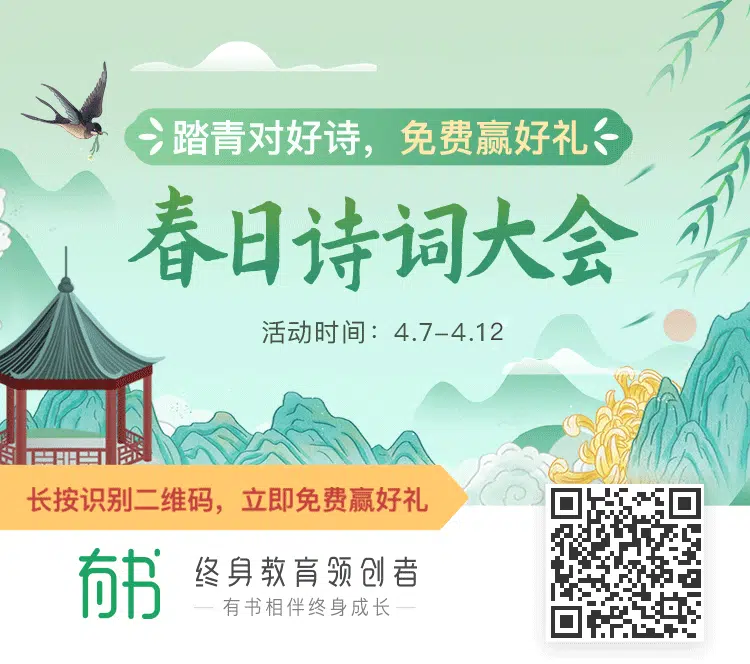 踏青对好诗，免费赢好礼
春日诗词大会
活动时间：4.7-4.12
长按识别二维码，立即免费赢好礼
有书
终身教育领创者
— 有书相伴终身成长 —